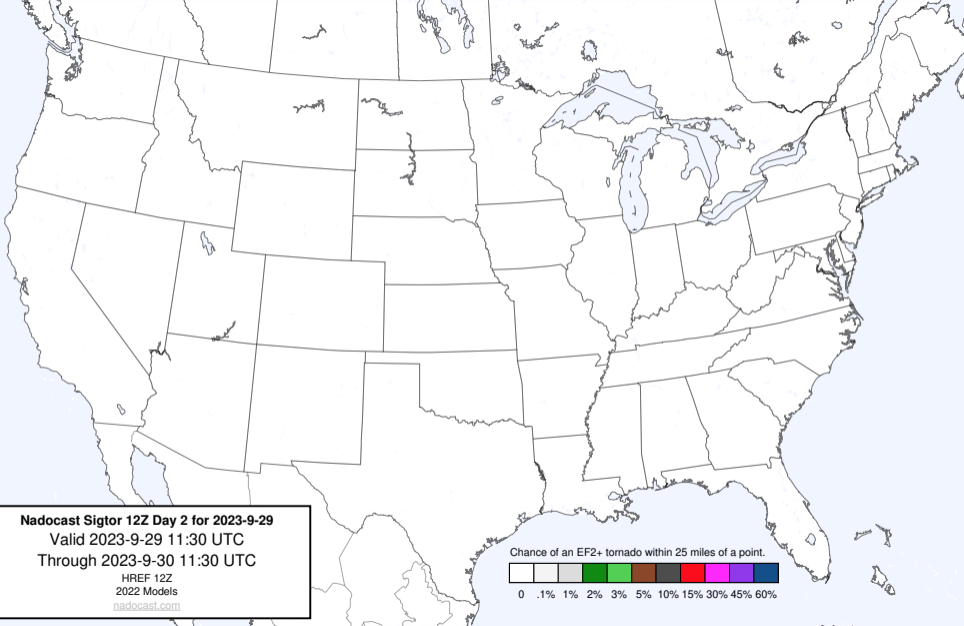 Nadocast Sigtor 12Z Day 2 for 2023-9-29
Valid 2023-9-29 11:30 UTC
Through 2023-9-30 11:30 UTC
HREF 12Z
2022 Models
nadocast.com
Chance of an EF2+ tornado within 25 miles of a point.
0 .1% 1% 2% 3% 5% 10% 15% 30% 45% 60%